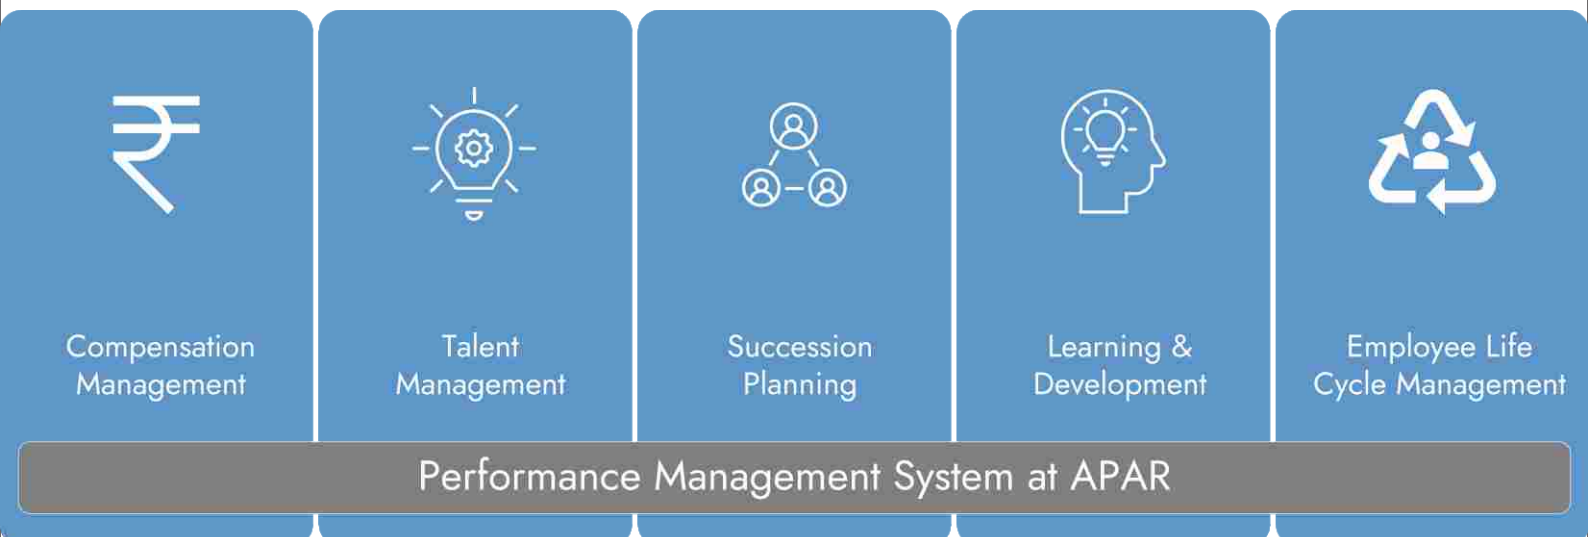 ₹
Compensation
Management
Talent
Management
Succession
Planning
Learning &
Development
Employee Life
Cycle Management
Performance Management System at APAR